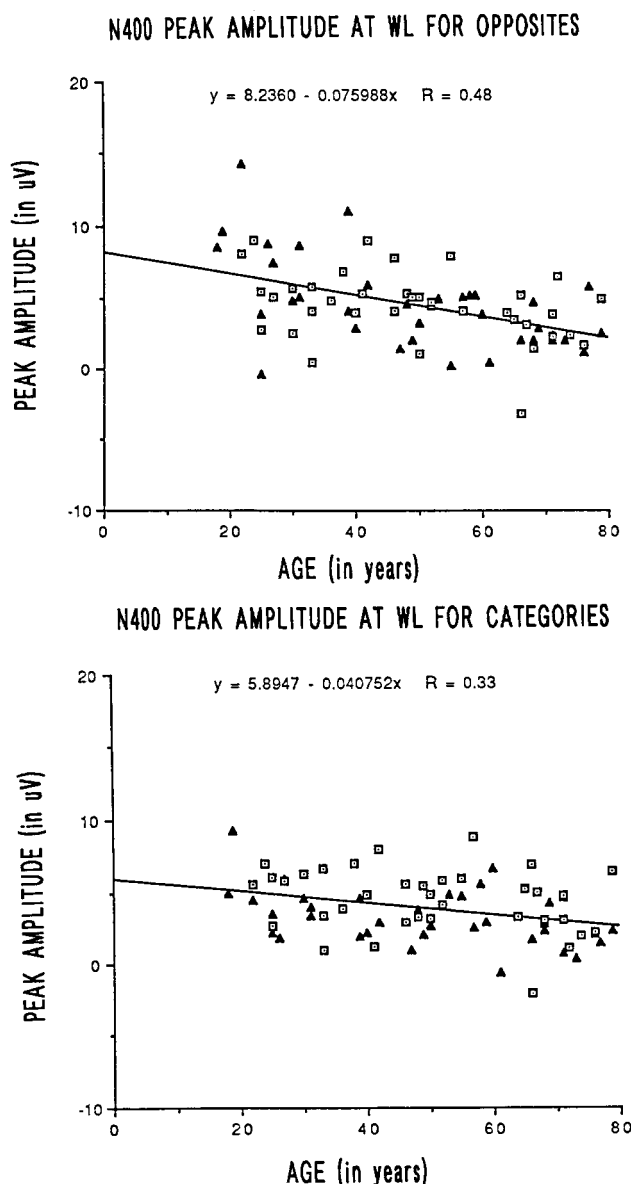 N400 PEAK AMPLITUDE AT WL FOR OPPOSITES
y = 8.2360 - 0.075988x R = 0.48
20
10
0
-10
PEAK AMPLITUDE (in uV)
0 20 40 60 80
AGE (in years)
N400 PEAK AMPLITUDE AT WL FOR CATEGORIES
y = 5.8947 - 0.040752x R = 0.33
20
10
0
-10
PEAK AMPLITUDE (in uV)
0 20 40 60 80
AGE (in years)